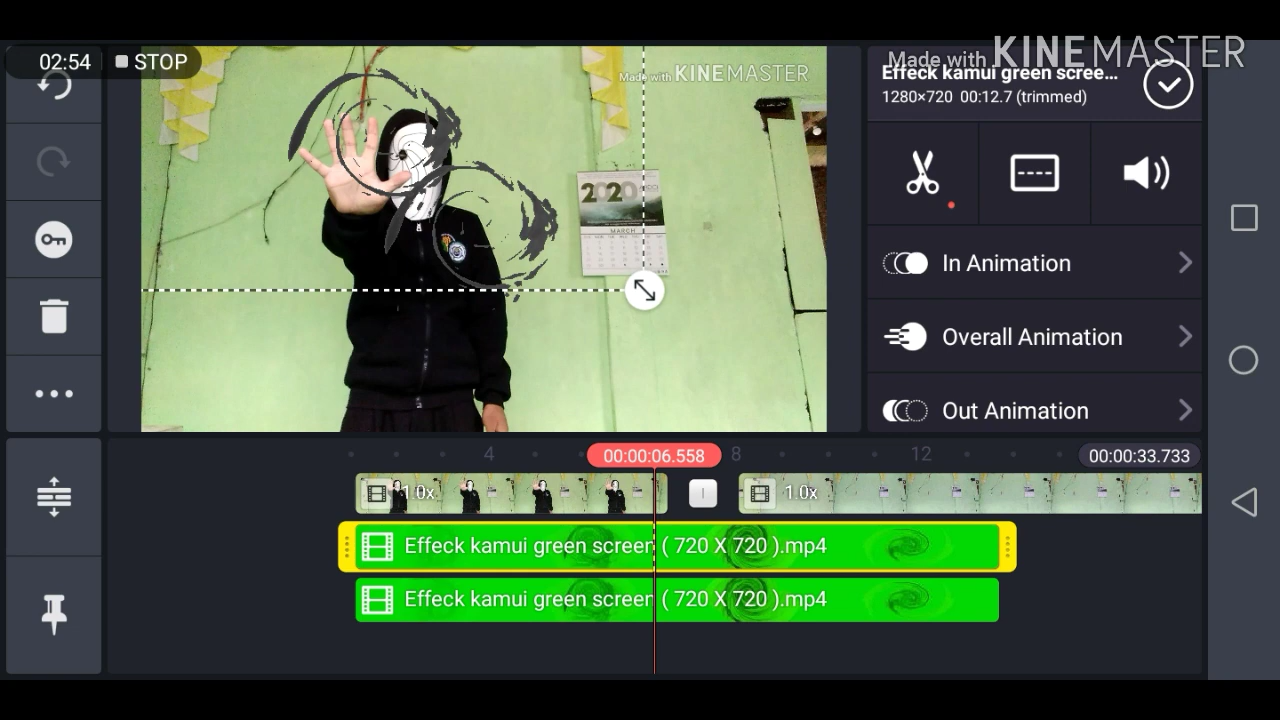 02:54 STOP
Made with KINEMASTER
Made with KINEMASTER
Effeck kamui green scree...
1280×720 00:12.7 (trimmed)
2020
MARCH
In Animation
Overall Animation
Out Animation
4
00:00:06.558
8
12
00:00:33.733
1.0x
1.0x
Effeck kamui green screen ( 720 X 720 ).mp4
Effeck kamui green screen ( 720 X 720 ).mp4